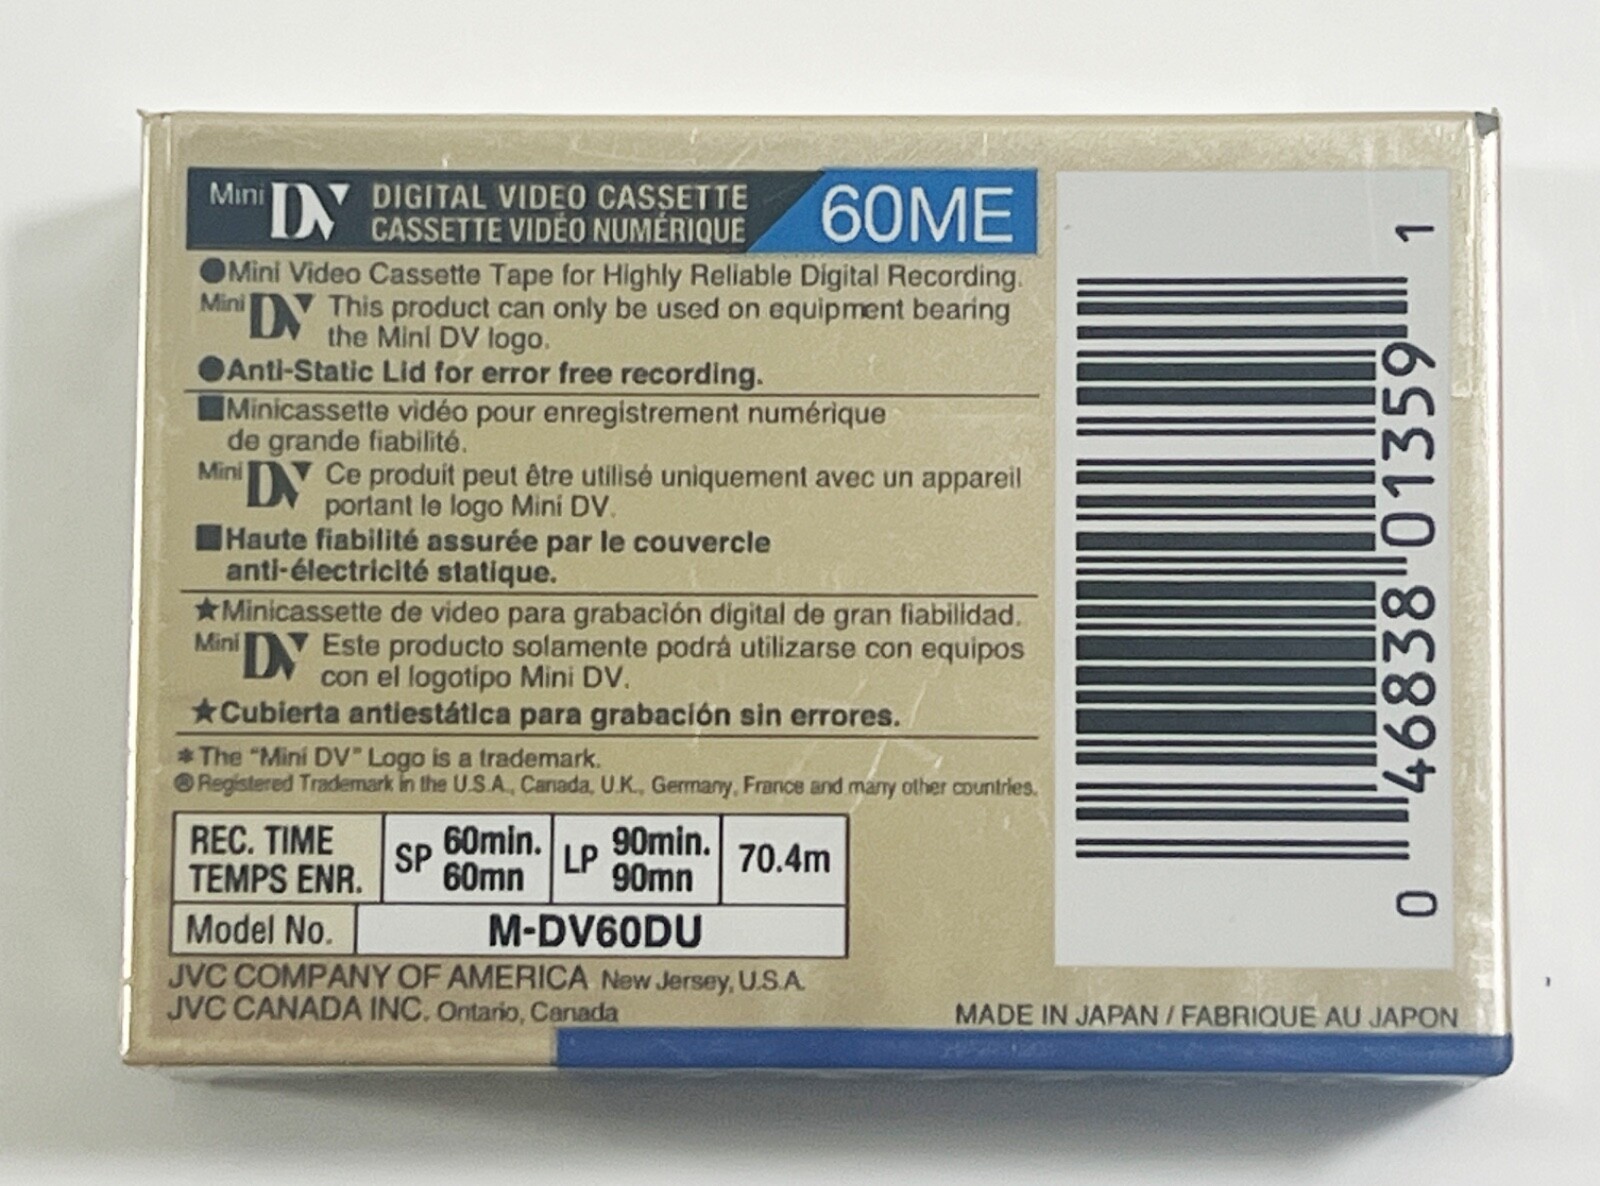 Mini DV DIGITAL VIDEO CASSETTE
CASSETTE VIDÉO NUMÉRIQUE
60ME
●Mini Video Cassette Tape for Highly Reliable Digital Recording.
Mini DV This product can only be used on equipment bearing
the Mini DV logo.
●Anti-Static Lid for error free recording.
■Minicassette vidéo pour enregistrement numérique
de grande fiabilité.
Mini DV Ce produit peut être utilisé uniquement avec un appareil
portant le logo Mini DV.
■Haute fiabilité assurée par le couvercle
anti-électricité statique.
★Minicassette de video para grabación digital de gran fiabilidad.
Mini DV Este producto solamente podrá utilizarse con equipos
con el logotipo Mini DV.
★Cubierta antiestática para grabación sin errores.
* The "Mini DV" Logo is a trademark.
® Registered Trademark in the U.S.A., Canada, U.K., Germany, France and many other countries.
REC. TIME
TEMPS ENR.
SP 60min.
60mn
LP 90min.
90mn
70.4m
Model No. M-DV60DU
JVC COMPANY OF AMERICA New Jersey, U.S.A.
JVC CANADA INC. Ontario, Canada
MADE IN JAPAN / FABRIQUE AU JAPON
0 46838 01359 1